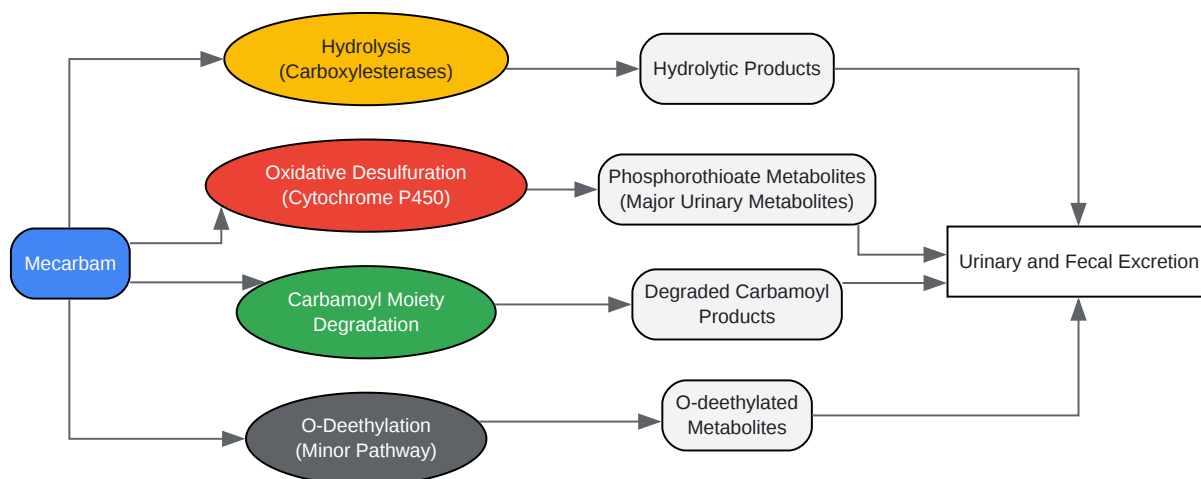 Hydrolysis
(Carboxylesterases)
Hydrolytic Products
Oxidative Desulfuration
(Cytochrome P450)
Phosphorothioate Metabolites
(Major Urinary Metabolites)
Mecarbam
Urinary and Fecal Excretion
Carbamoyl Moiety
Degradation
Degraded Carbamoyl
Products
O-Deethylation
(Minor Pathway)
O-deethylated
Metabolites